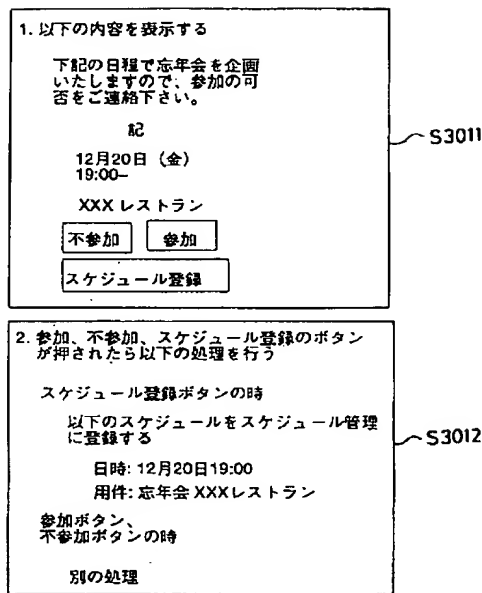 1. 以下の内容を表示する
下記の日程で忘年会を企画
いたしますので、参加の可
否をご連絡下さい。
記
12月20日（金）
19:00–
XXX レストラン
不参加 参加
スケジュール登録
S3011
2. 参加、不参加、スケジュール登録のボタン
が押されたら以下の処理を行う
スケジュール登録ボタンの時
以下のスケジュールをスケジュール管理
に登録する
S3012
日時: 12月20日19:00
用件: 忘年会 XXXレストラン
参加ボタン、
不参加ボタンの時
別の処理